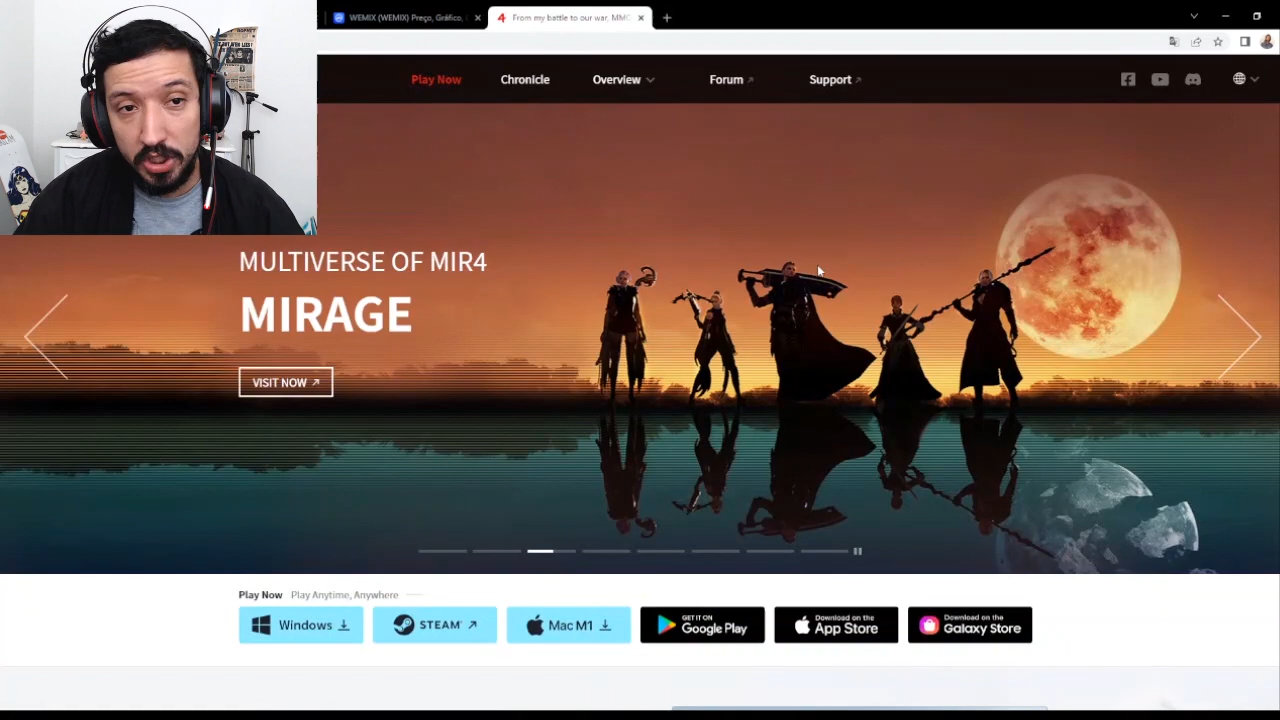 WEMIX (WEMIX) Preço, Gráfico,
From my battle to our war, MMO
Play Now
Chronicle
Overview
Forum
Support
MULTIVERSE OF MIR4
MIRAGE
VISIT NOW
Play Now Play Anytime, Anywhere
Windows
STEAM
Mac M1
GET IT ON
Google Play
Download on the
App Store
Download on the
Galaxy Store